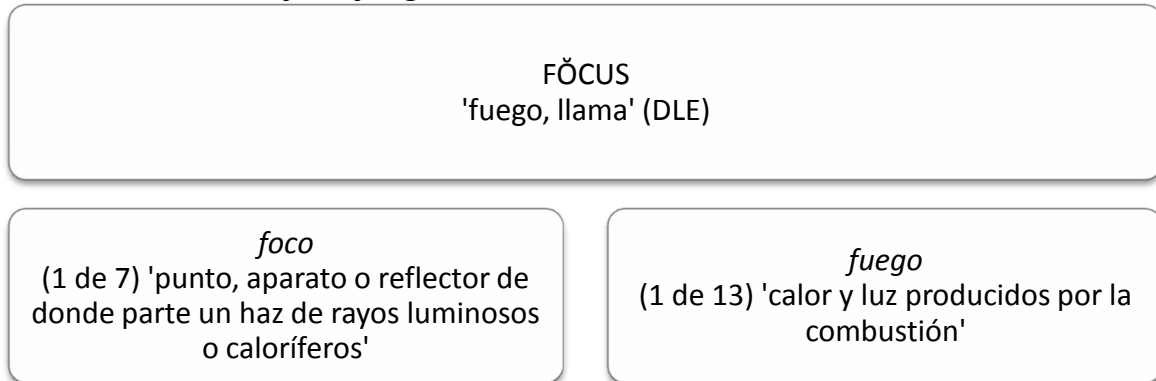 FŎCUS
'fuego, llama' (DLE)
foco
(1 de 7) 'punto, aparato o reflector de
donde parte un haz de rayos luminosos
o caloríferos'
fuego
(1 de 13) 'calor y luz producidos por la
combustión'